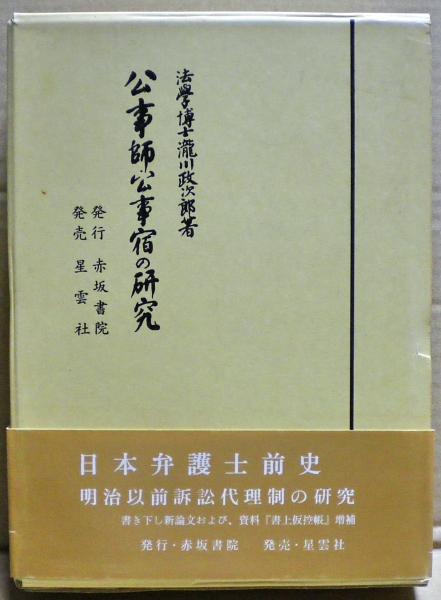 法學博士瀧川政次郎著
公事師公事宿の研究
発行 赤坂書院
発売 星雲社
日本弁護士前史
明治以前訴訟代理制の研究
書き下し新論文および、資料『書上仮控帳』増補
発行・赤坂書院 発売・星雲社